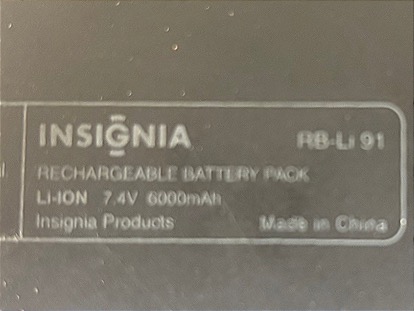 INSIGNIA RB-Li 91
RECHARGEABLE BATTERY PACK
LI-ION 7.4V 6000mAh
Insignia Products Made in China